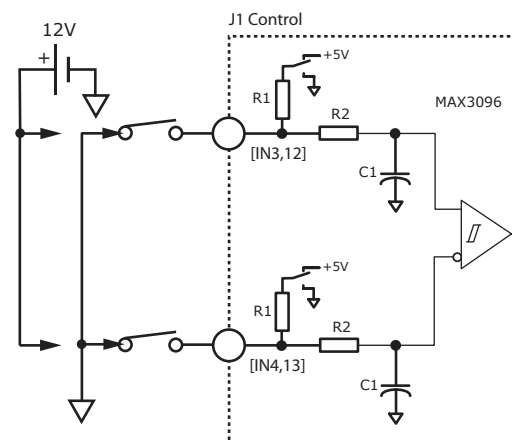 J1 Control
12V
+
+5V
R1
MAX3096
R2
[IN3,12]
C1
+5V
R1
R2
[IN4,13]
C1